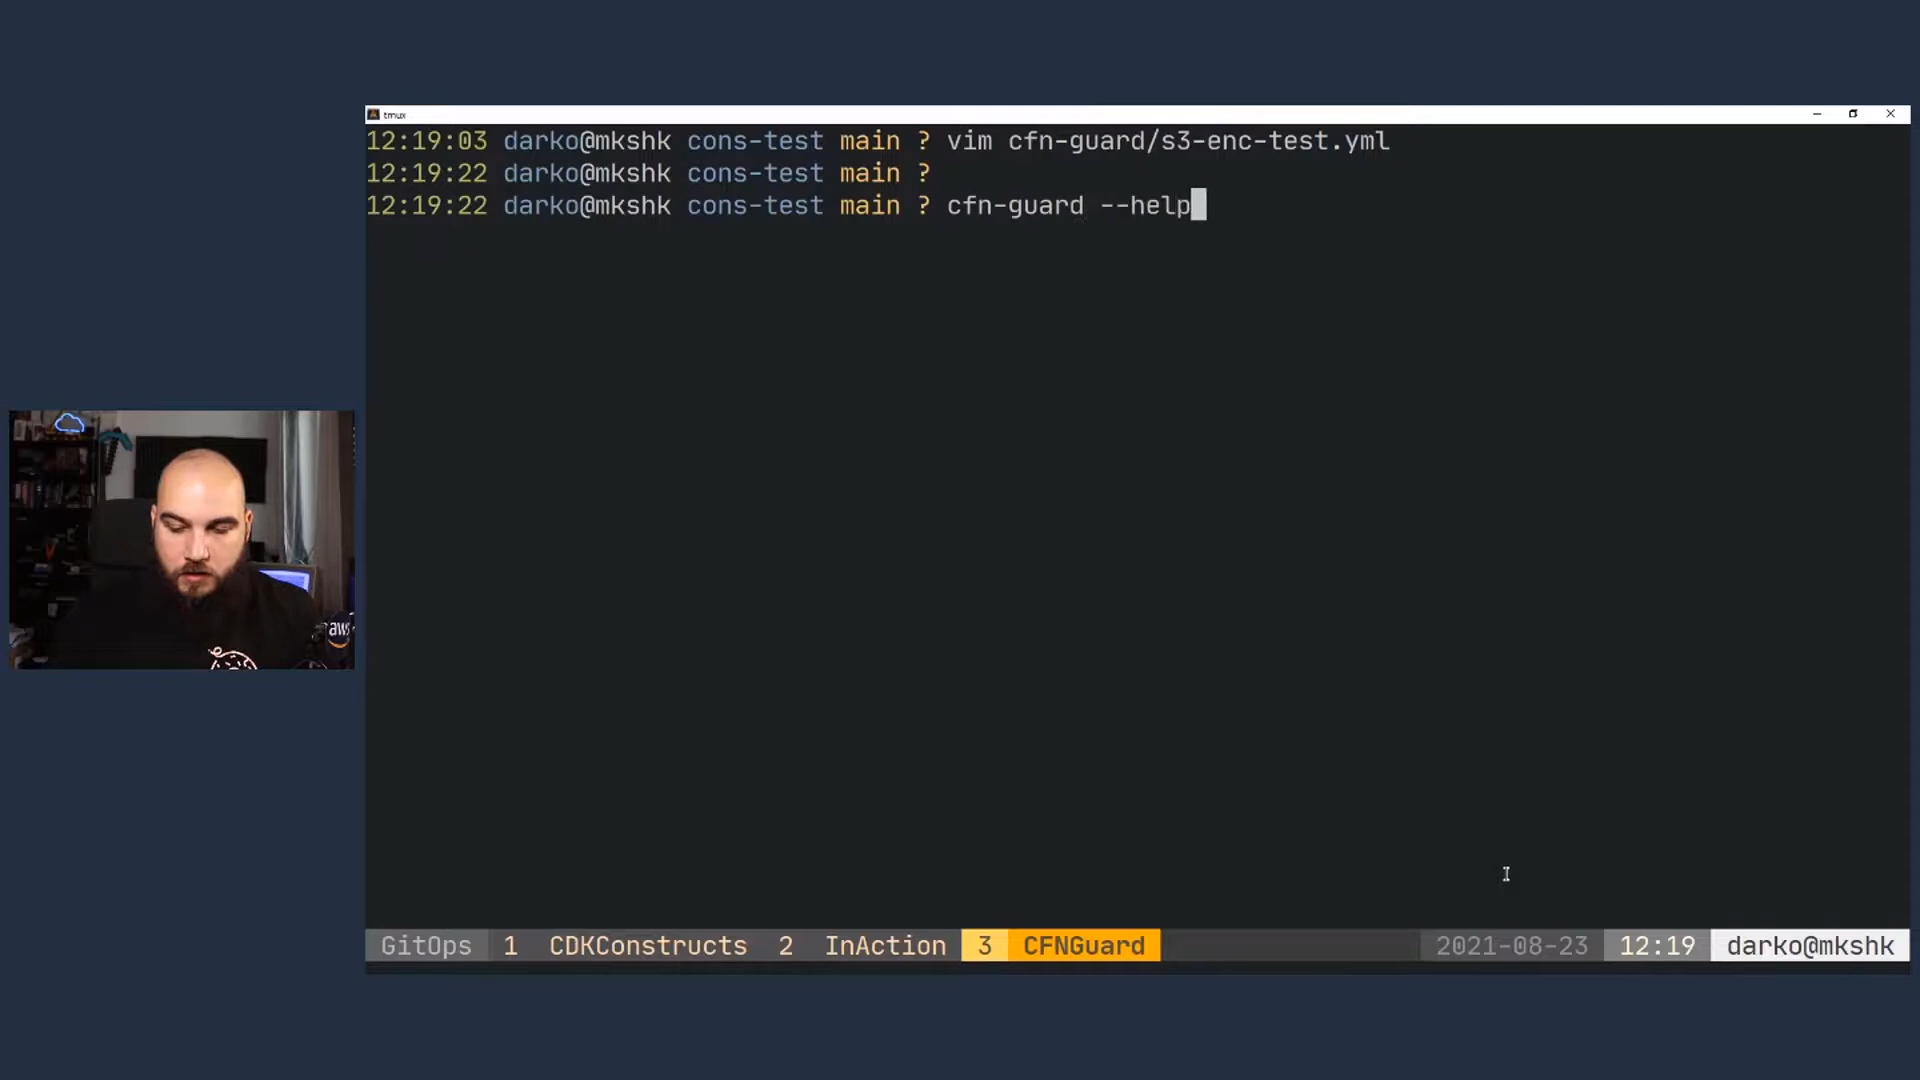 tmux
12:19:03 darko@mkshk cons-test main ? vim cfn-guard/s3-enc-test.yml
12:19:22 darko@mkshk cons-test main ?
12:19:22 darko@mkshk cons-test main ? cfn-guard --help
aws
GitOps 1 CDKConstructs 2 InAction 3 CFNGuard 2021-08-23 12:19 darko@mkshk